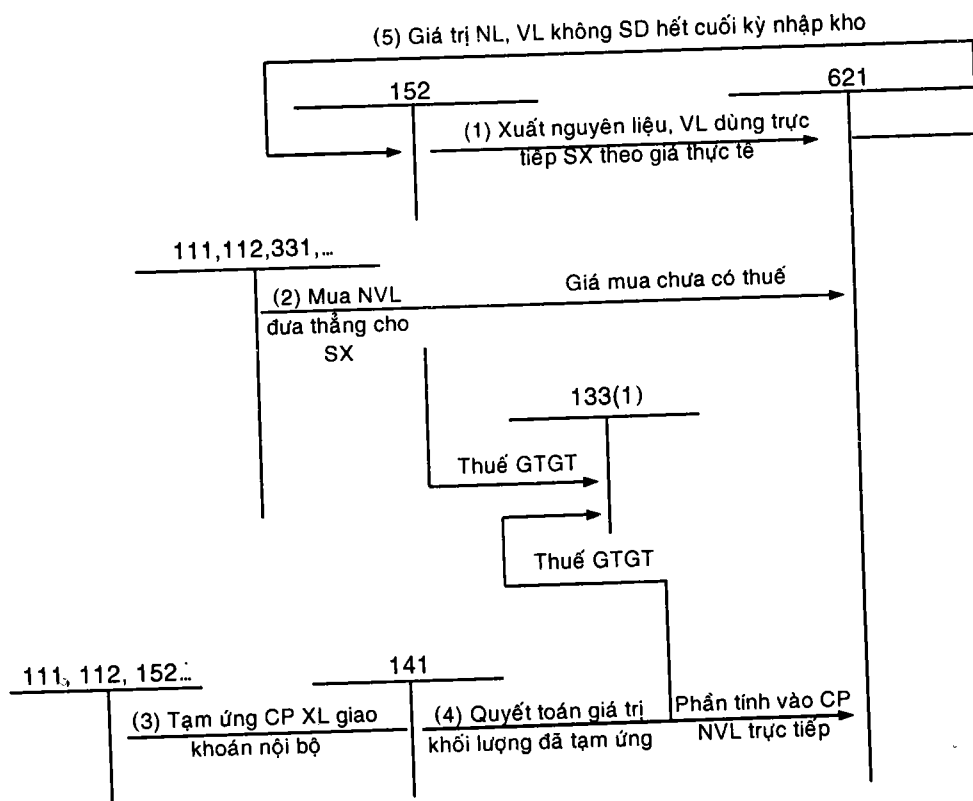 (5) Giá trị NL, VL không SD hết cuối kỳ nhập kho
152
621
(1) Xuất nguyên liệu, VL dùng trực
tiếp SX theo giá thực tế
111,112,331,...
(2) Mua NVL
đưa thẳng cho
SX
Giá mua chưa có thuế
133(1)
Thuế GTGT
Thuế GTGT
111, 112, 152...
141
(3) Tạm ứng CP XL giao
khoán nội bộ
(4) Quyết toán giá trị
khối lượng đã tạm ứng
Phần tính vào CP
NVL trực tiếp